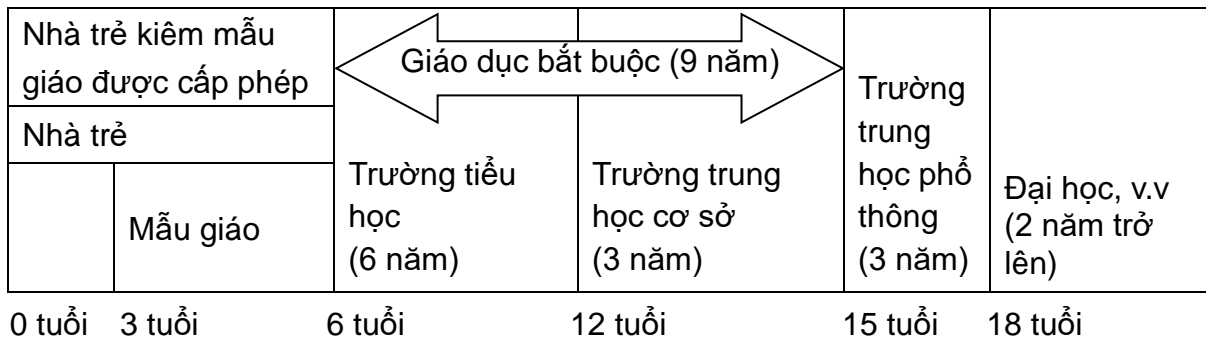 Nhà trẻ kiêm mẫu
giáo được cấp phép
Nhà trẻ
Mẫu giáo
Giáo dục bắt buộc (9 năm)
Trường tiểu
học
(6 năm)
Trường trung
học cơ sở
(3 năm)
Trường
trung
học phổ
thông
(3 năm)
Đại học, v.v
(2 năm trở
lên)
0 tuổi
3 tuổi
6 tuổi
12 tuổi
15 tuổi
18 tuổi